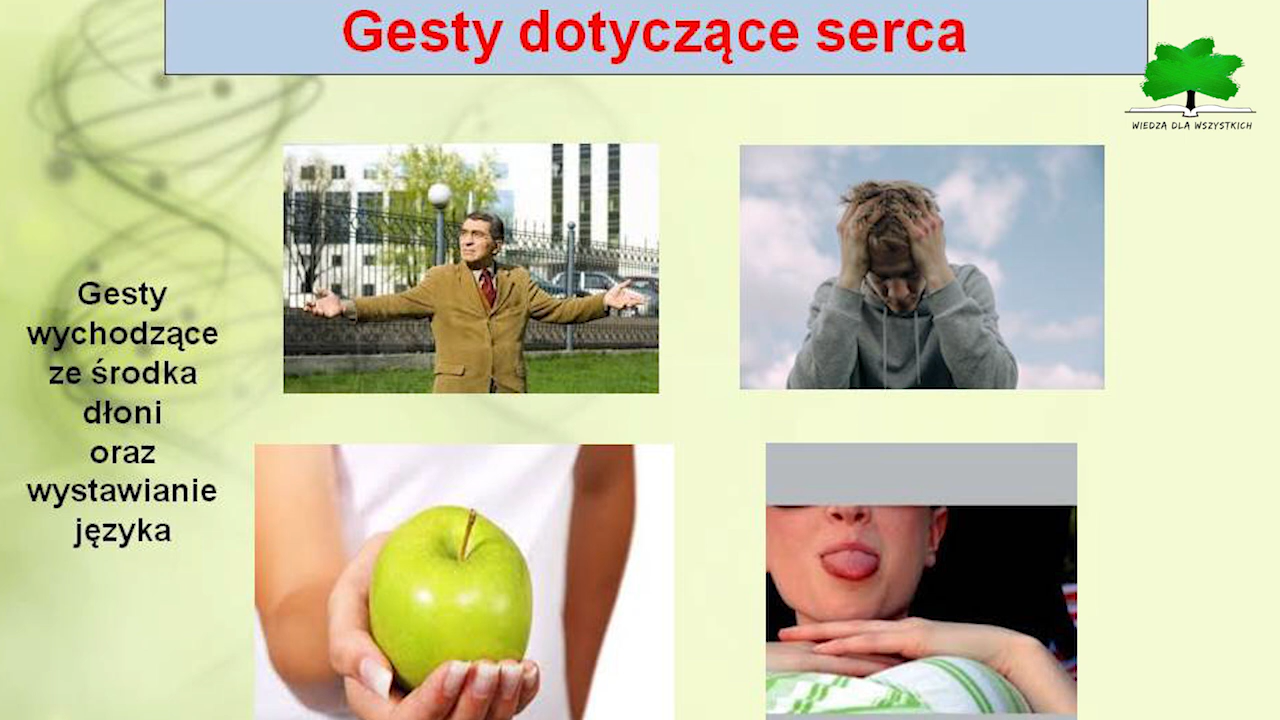 Gesty dotyczące serca
WIEDZA DLA WSZYSTKICH
Gesty
wychodzące
ze środka
dłoni
oraz
wystawianie
języka